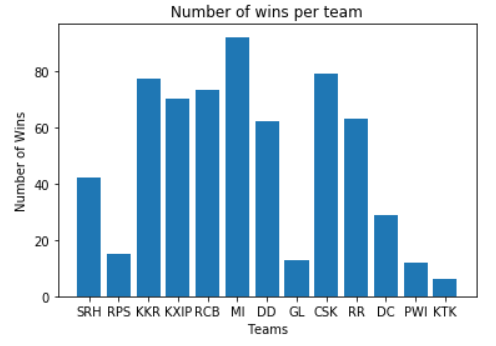 Number of wins per team
Number of Wins
80
60
40
20
0
SRH RPS KKR KXIP RCB MI DD GL CSK RR DC PWI KTK
Teams